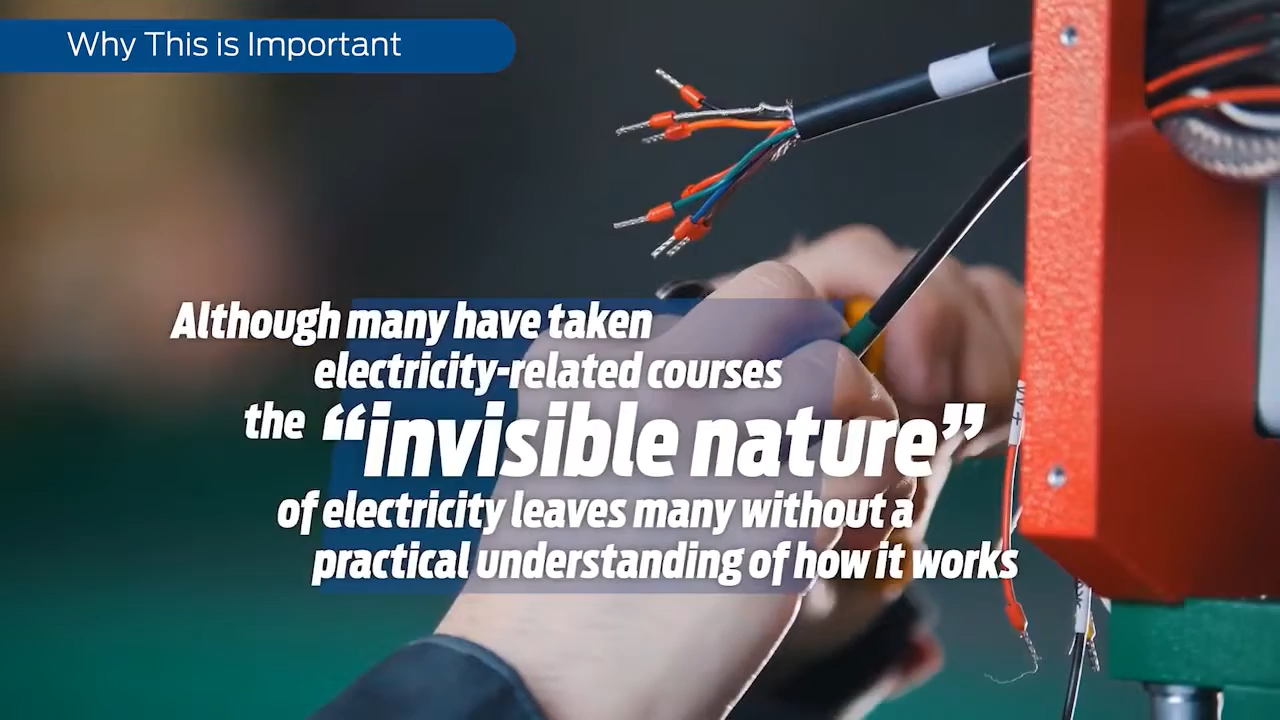 Why This is Important
Although many have taken
electricity-related courses
the “invisible nature”
of electricity leaves many without a
practical understanding of how it works